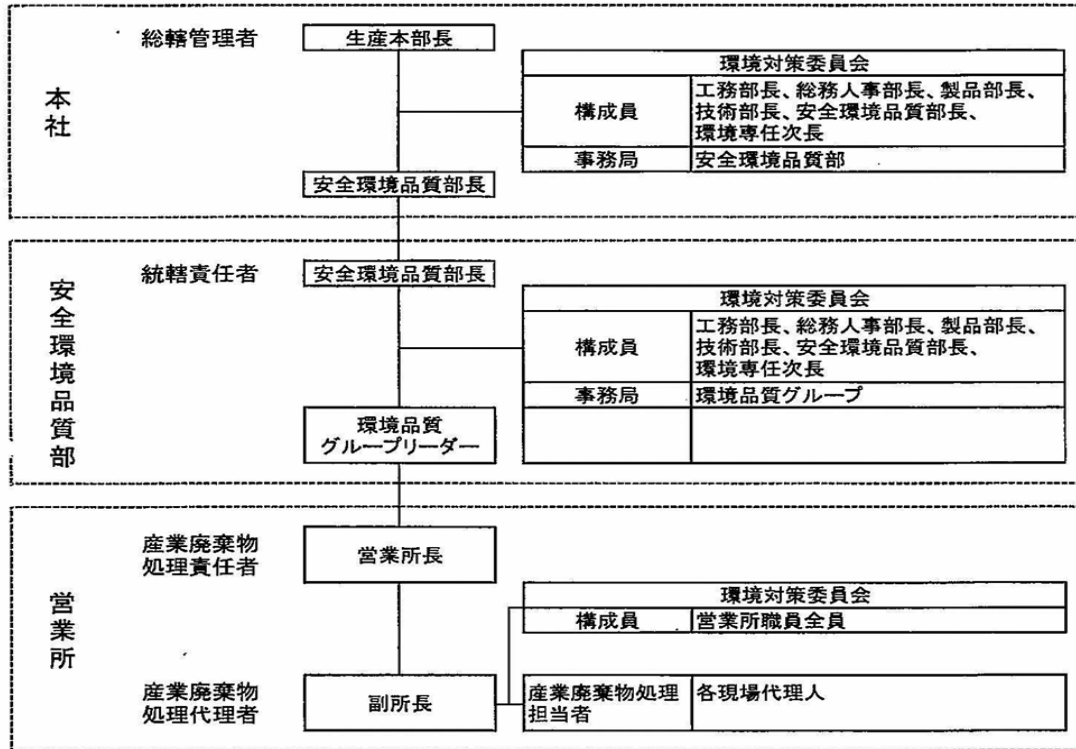 本社
総轄管理者
生産本部長
環境対策委員会
構成員
工務部長、総務人事部長、製品部長、
技術部長、安全環境品質部長、
環境専任次長
事務局
安全環境品質部
安全環境品質部長
安全環境品質部
統轄責任者
安全環境品質部長
環境対策委員会
構成員
工務部長、総務人事部長、製品部長、
技術部長、安全環境品質部長、
環境専任次長
事務局
環境品質グループ
環境品質
グループリーダー
営業所
産業廃棄物
処理責任者
営業所長
環境対策委員会
構成員
営業所職員全員
産業廃棄物
処理代理者
副所長
産業廃棄物処理
担当者
各現場代理人